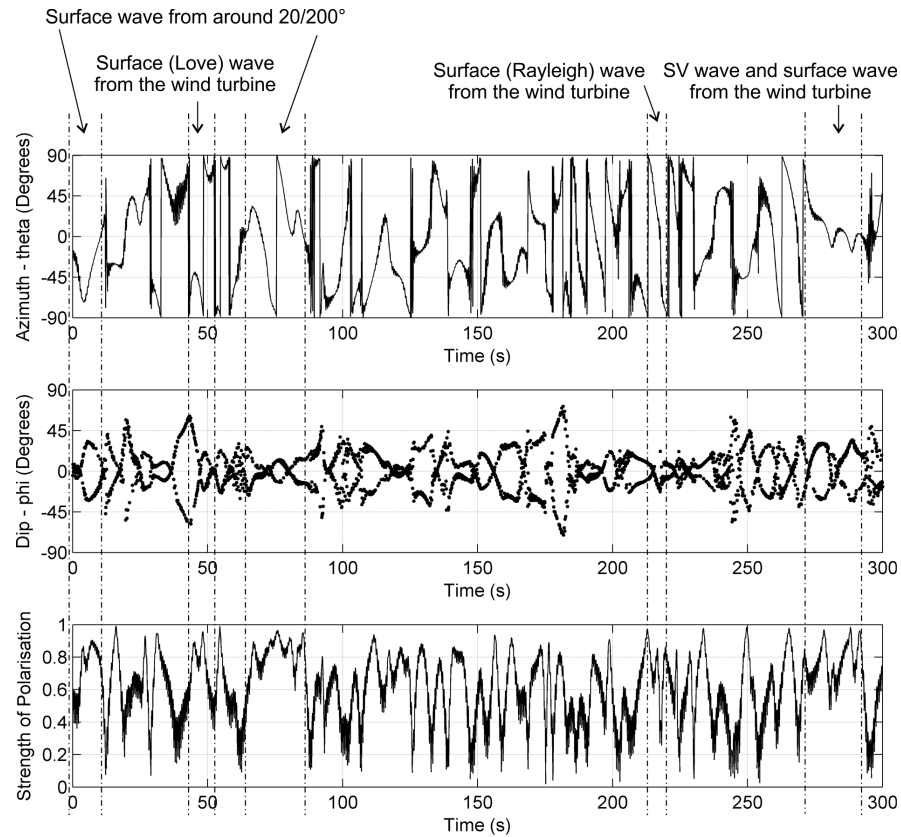 Surface wave from around 20/200°
Surface (Love) wave
from the wind turbine
Surface (Rayleigh) wave
from the wind turbine
SV wave and surface wave
from the wind turbine
Azimuth - theta (Degrees)
90
45
0
-45
-90
0 50 100 150 200 250 300
Time (s)
Dip - phi (Degrees)
90
45
0
-45
-90
0 50 100 150 200 250 300
Time (s)
Strength of Polarisation
1
0.8
0.6
0.4
0.2
0
0 50 100 150 200 250 300
Time (s)